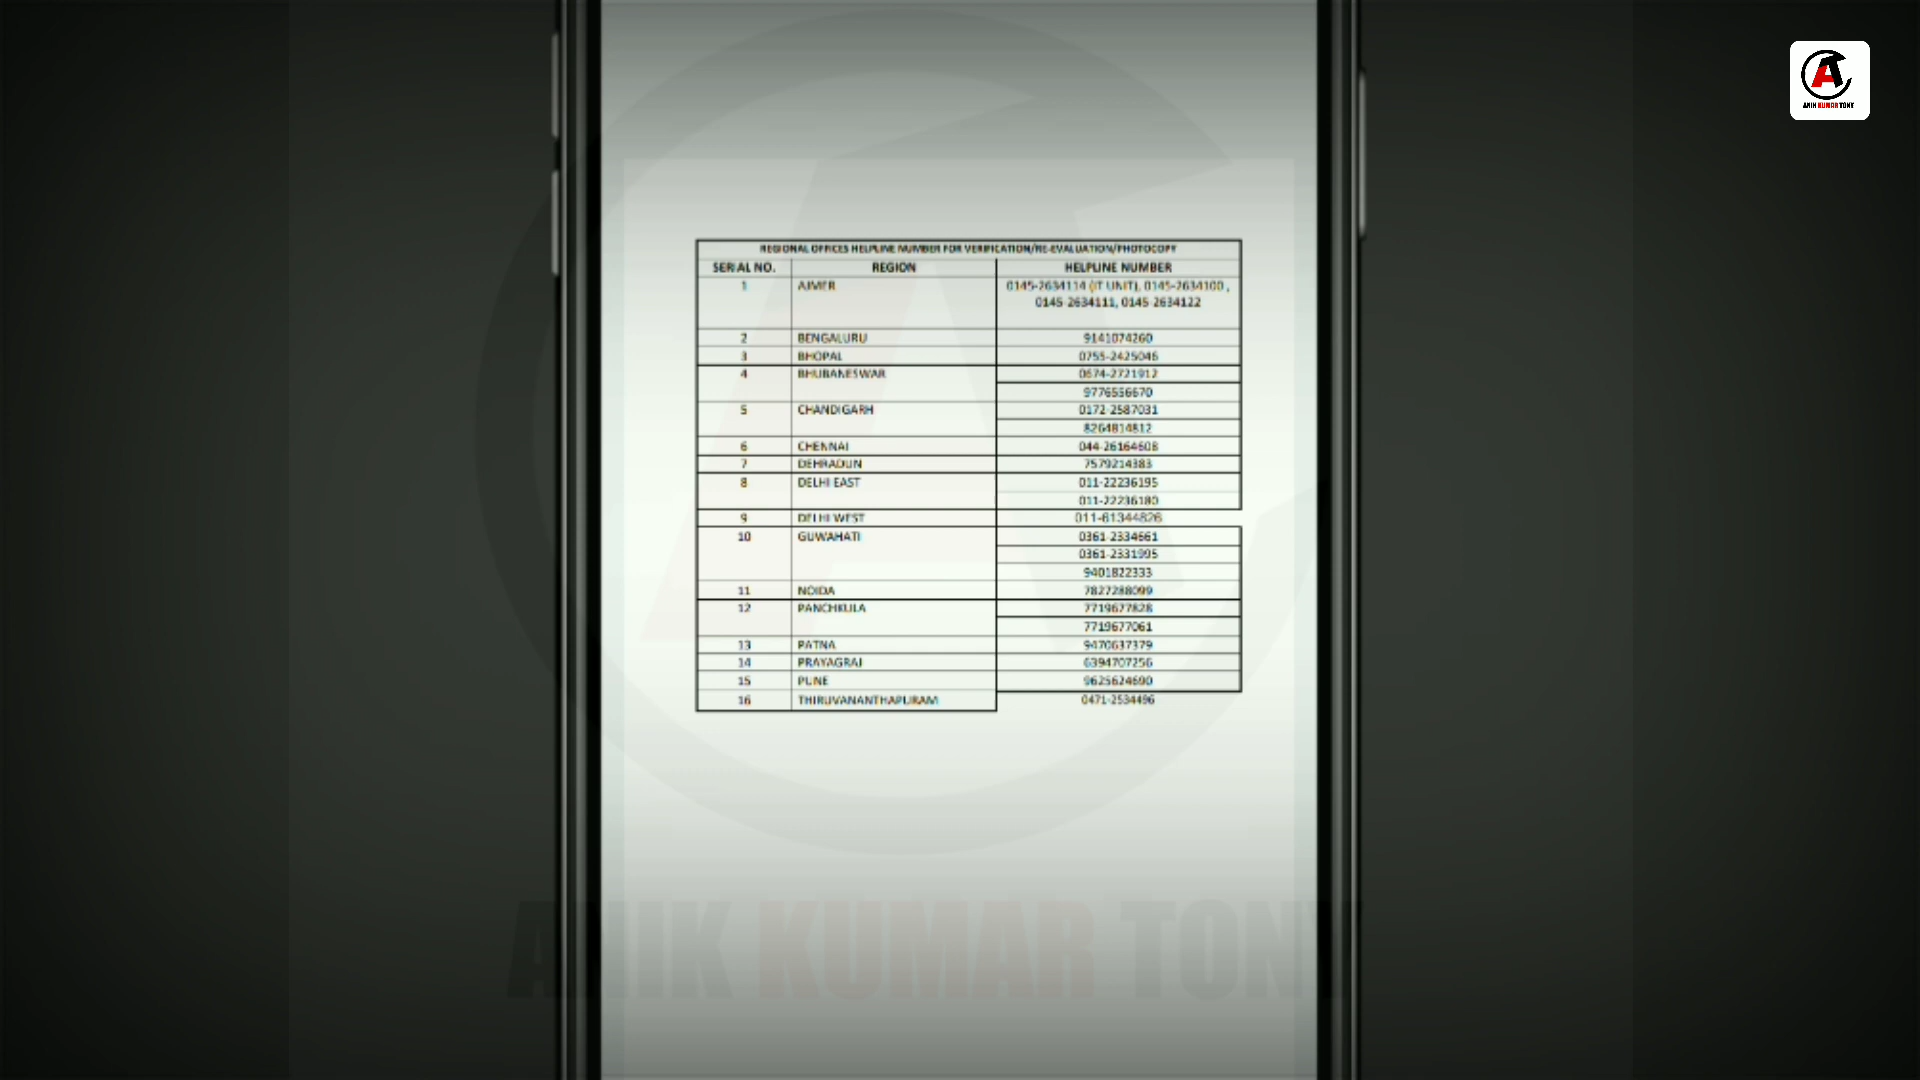 ANIK KUMAR TONY
REGIONAL OFFICES HELPLINE NUMBER FOR VERIFICATION/RE-EVALUATION/PHOTOCOPY
SERIAL NO. REGION HELPLINE NUMBER
1 AJMER 0145-2634114 (IT UNIT), 0145-2634100 ,
0145-2634111, 0145-2634122
2 BENGALURU 9141074260
3 BHOPAL 0755-2425046
4 BHUBANESWAR 0674-2721912
9776556670
5 CHANDIGARH 0172-2587031
8264814812
6 CHENNAI 044-26164608
7 DEHRADUN 7579214383
8 DELHI EAST 011-22236195
011-22236180
9 DELHI WEST 011-61344826
10 GUWAHATI 0361-2334661
0361-2331995
9401822333
11 NOIDA 7827288099
12 PANCHKULA 7719677828
7719677061
13 PATNA 9470637379
14 PRAYAGRAJ 6394707256
15 PUNE 9625624690
16 THIRUVANANTHAPURAM 0471-2534496
ANIK KUMAR TONY